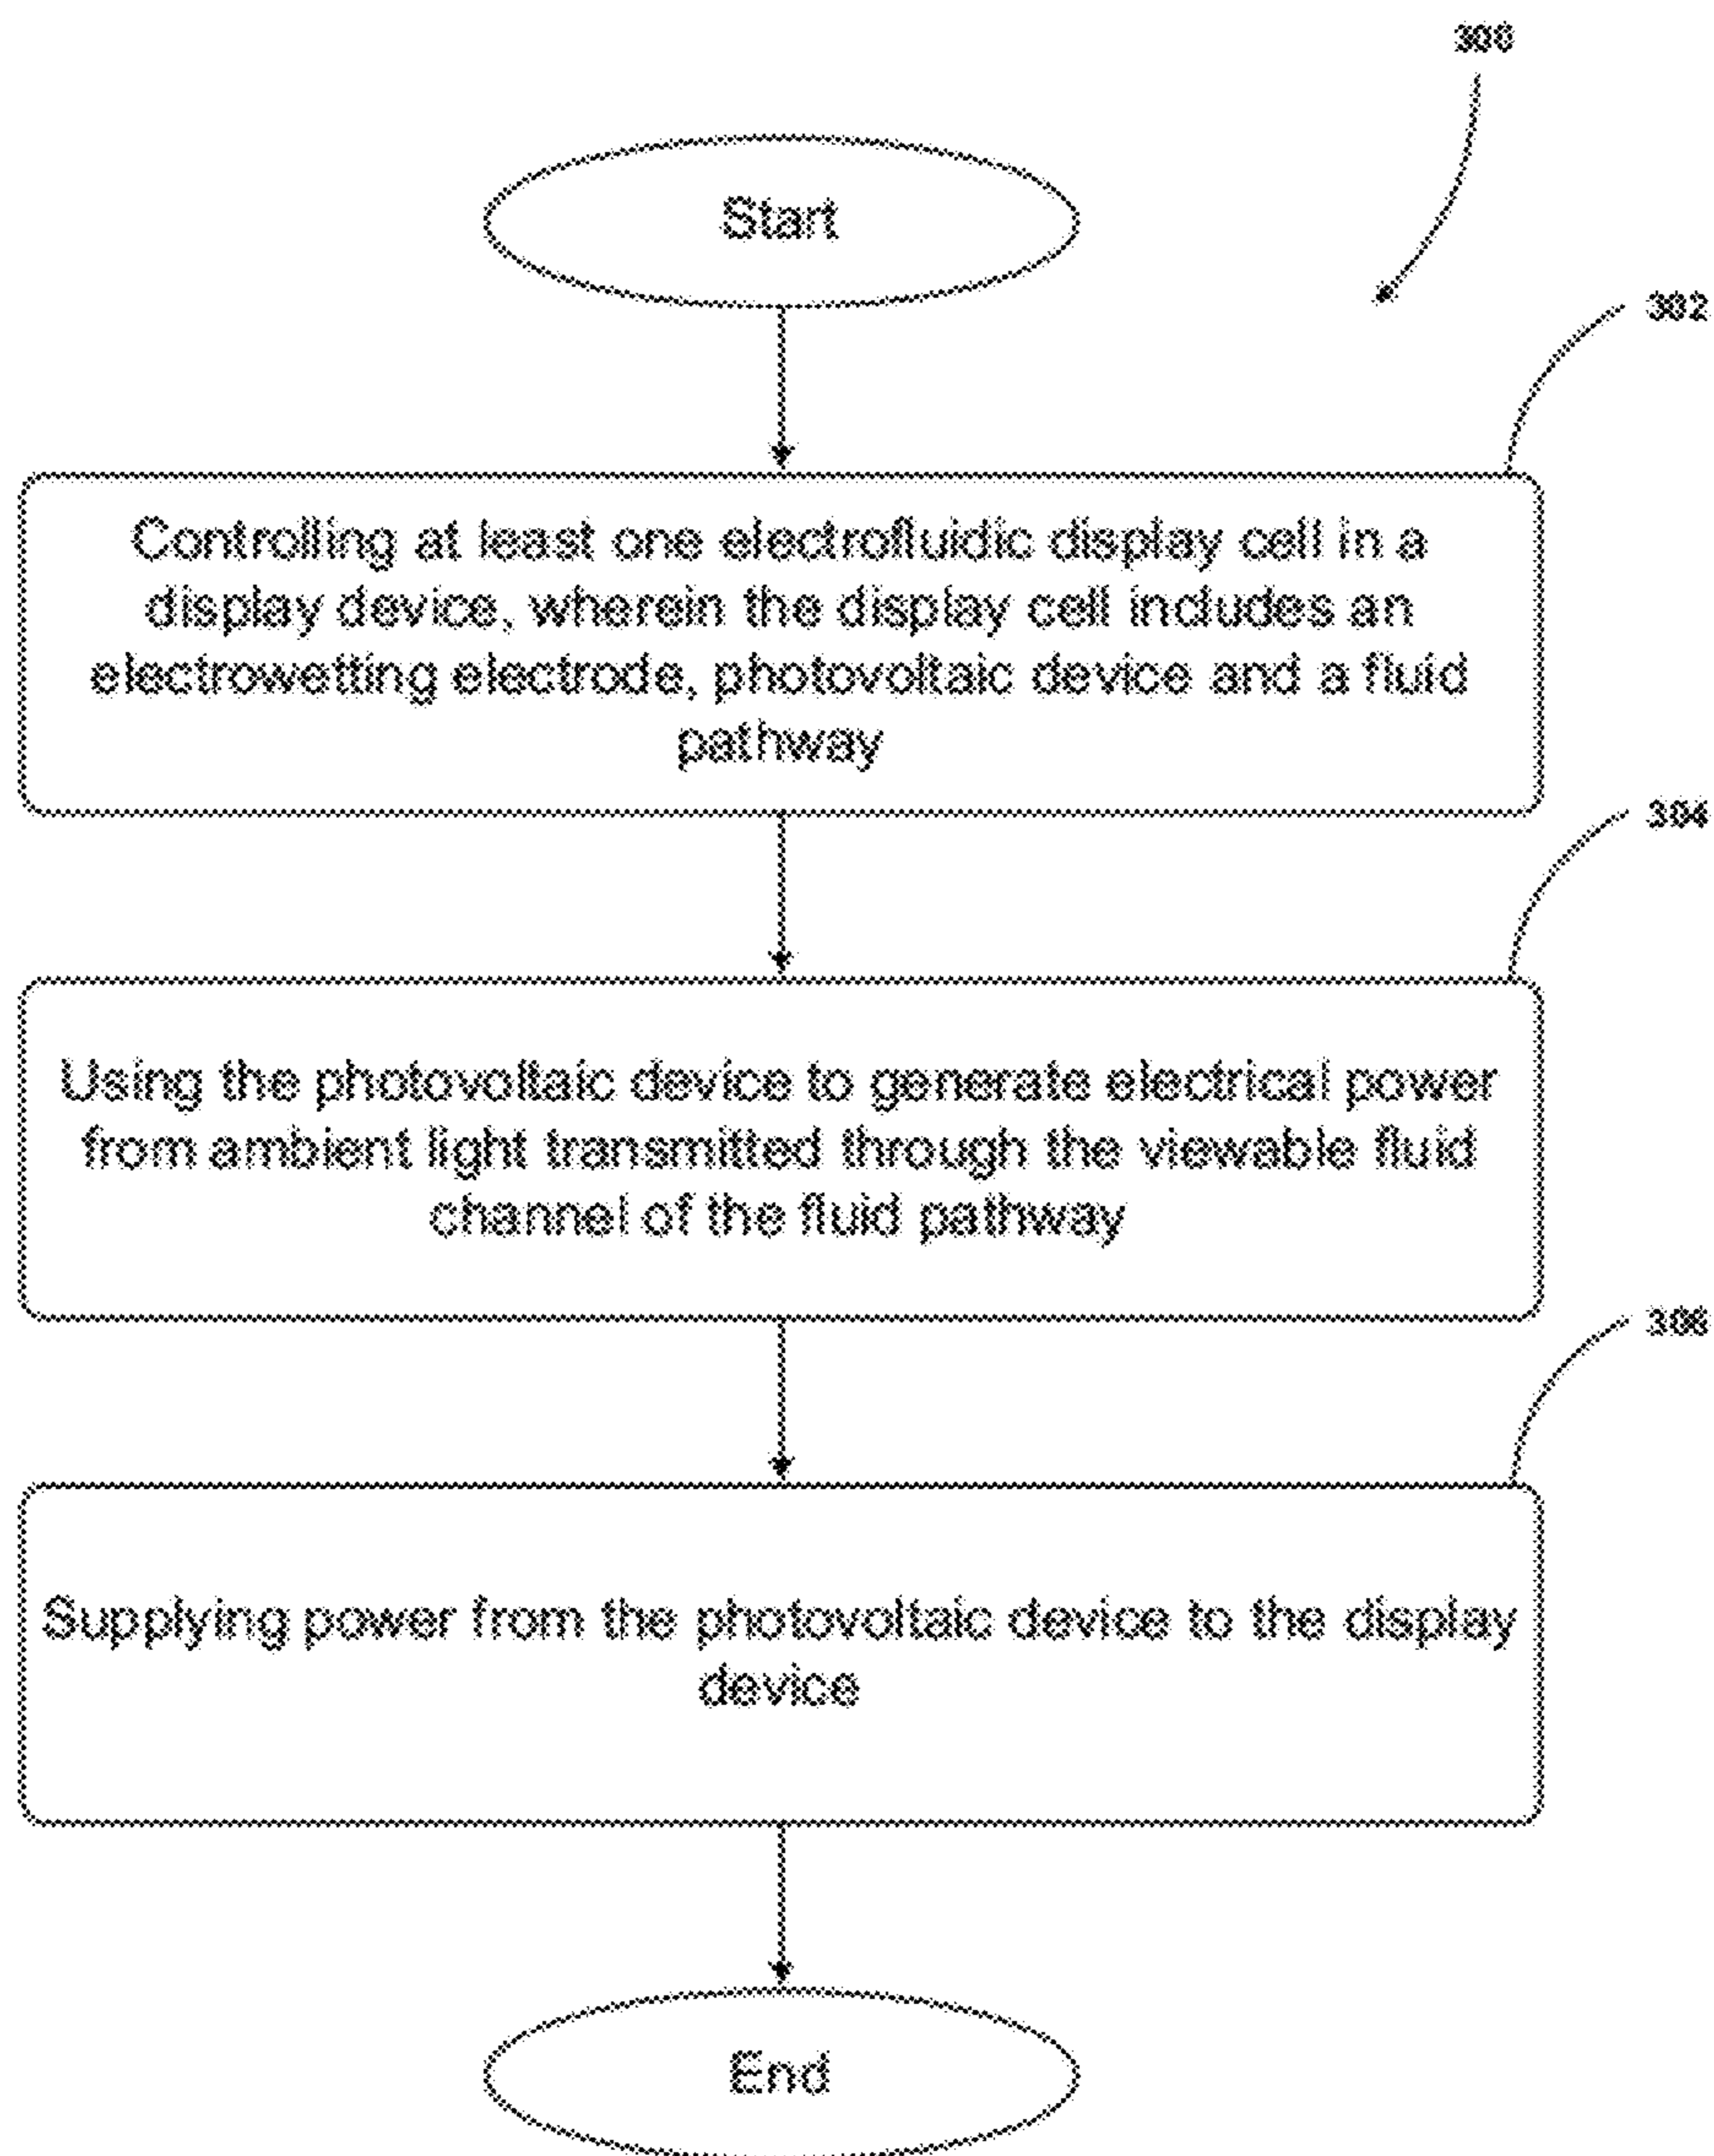 300
Start
302
Controlling at least one electrofluidic display cell in a
display device, wherein the display cell includes an
electrowetting electrode, photovoltaic device and a fluid
pathway
304
Using the photovoltaic device to generate electrical power
from ambient light transmitted through the viewable fluid
channel of the fluid pathway
306
Supplying power from the photovoltaic device to the display
device
End